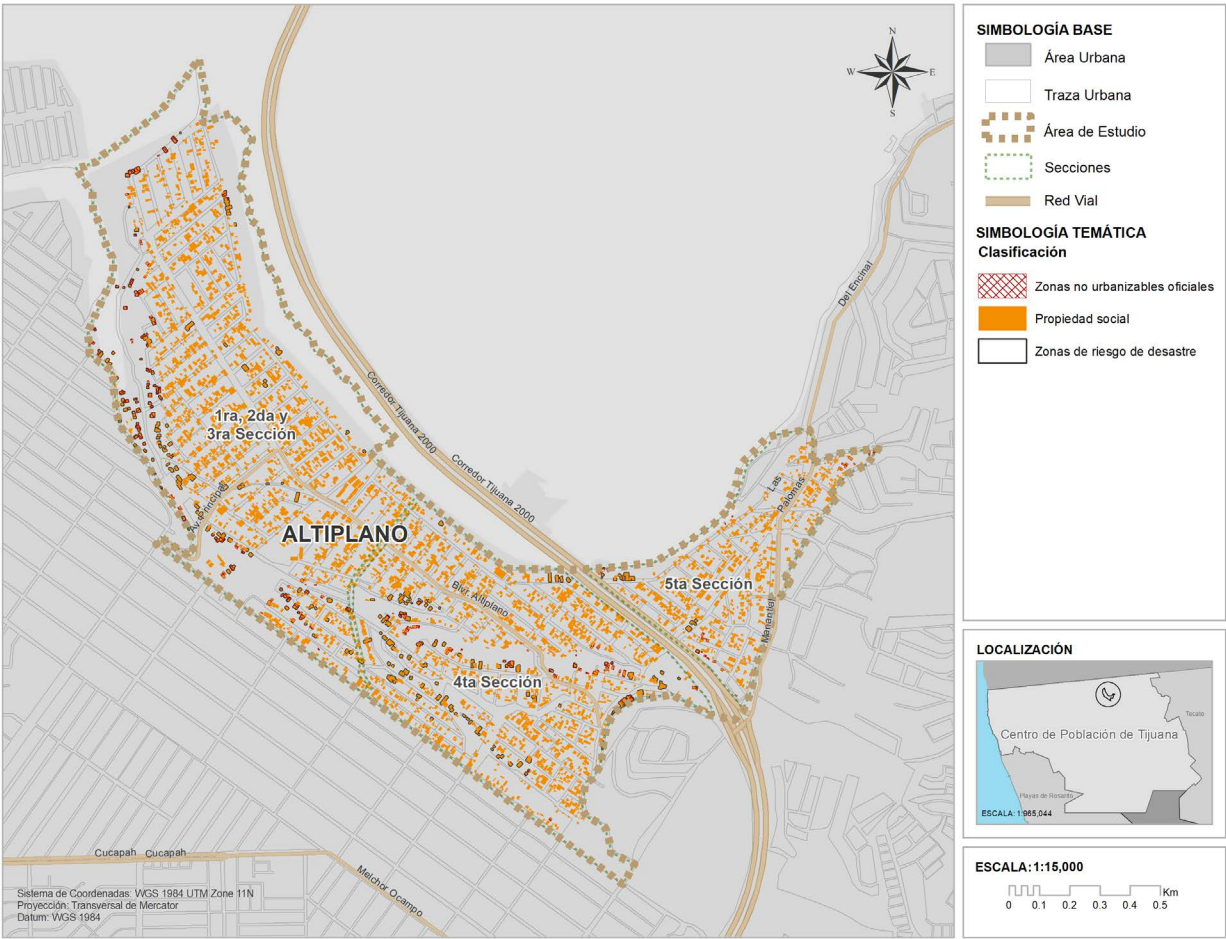 N
W
E
S
Del Encinal
Corredor Tijuana 2000
Corredor Tijuana 2000
1ra, 2da y
3ra Sección
Av. Principal
ALTIPLANO
Las
Palomas
5ta Sección
Blvr. Altiplano
Manantial
4ta Sección
Cucapah Cucapah
Melchor Ocampo
Sistema de Coordenadas: WGS 1984 UTM Zone 11N
Proyección: Transversal de Mercator
Datum: WGS 1984
SIMBOLOGÍA BASE
Área Urbana
Traza Urbana
Área de Estudio
Secciones
Red Vial
SIMBOLOGÍA TEMÁTICA
Clasificación
Zonas no urbanizables oficiales
Propiedad social
Zonas de riesgo de desastre
LOCALIZACIÓN
Tecate
Centro de Población de Tijuana
Playas de Rosarito
ESCALA: 1:965,044
ESCALA: 1:15,000
Km
0 0.1 0.2 0.3 0.4 0.5